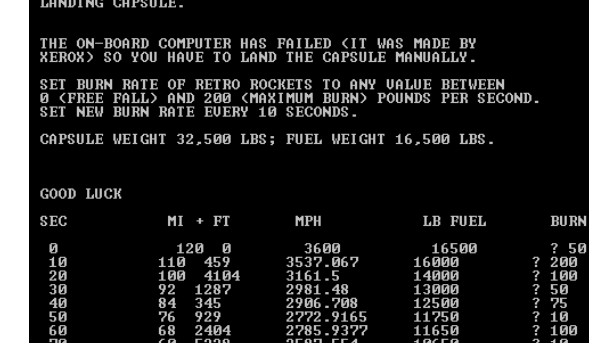 LANDING CAPSULE.
THE ON-BOARD COMPUTER HAS FAILED (IT WAS MADE BY
XEROX) SO YOU HAVE TO LAND THE CAPSULE MANUALLY.
SET BURN RATE OF RETRO ROCKETS TO ANY VALUE BETWEEN
0 (FREE FALL) AND 200 (MAXIMUM BURN) POUNDS PER SECOND.
SET NEW BURN RATE EVERY 10 SECONDS.
CAPSULE WEIGHT 32,500 LBS; FUEL WEIGHT 16,500 LBS.
GOOD LUCK
SEC MI + FT MPH LB FUEL BURN
0 120 0 3600 16500 ? 50
10 110 459 3537.067 16000 ? 200
20 100 4104 3161.5 14000 ? 100
30 92 1287 2981.48 13000 ? 50
40 84 345 2906.708 12500 ? 75
50 76 929 2772.9165 11750 ? 10
60 68 2404 2785.9377 11650 ? 100
70 60 ? 10